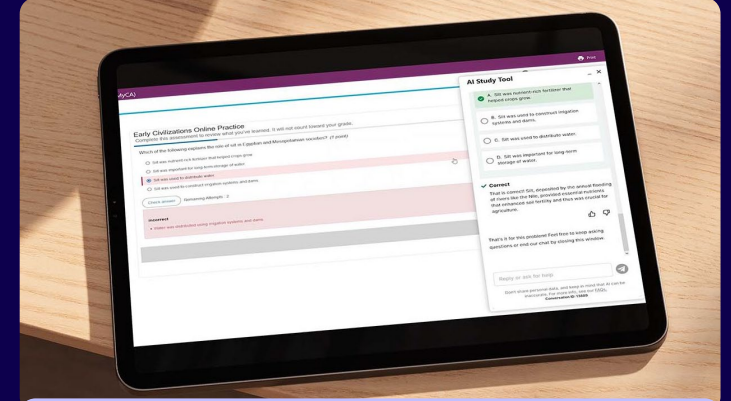 MyCA)
Print
Early Civilizations Online Practice
Complete this assessment to review what you've learned. It will not count toward your grade.
Which of the following explains the role of silt in Egyptian and Mesopotamian societies? (1 point)
Silt was nutrient-rich fertilizer that helped crops grow.
Silt was important for long-term storage of water.
Silt was used to distribute water.
Silt was used to construct irrigation systems and dams.
Check answer Remaining Attempts : 2
Incorrect
Water was distributed using irrigation systems and dams.
AI Study Tool
A. Silt was nutrient-rich fertilizer that
helped crops grow.
B. Silt was used to construct irrigation
systems and dams.
C. Silt was used to distribute water.
D. Silt was important for long-term
storage of water.
Correct
That is correct! Silt, deposited by the annual flooding
of rivers like the Nile, provided essential nutrients
that enhanced soil fertility and thus was crucial for
agriculture.
That's it for this problem! Feel free to keep asking
questions or end our chat by closing this window.
Reply or ask for help
Don't share personal data, and keep in mind that AI can be
inaccurate. For more info, see our FAQs.
Conversation ID: